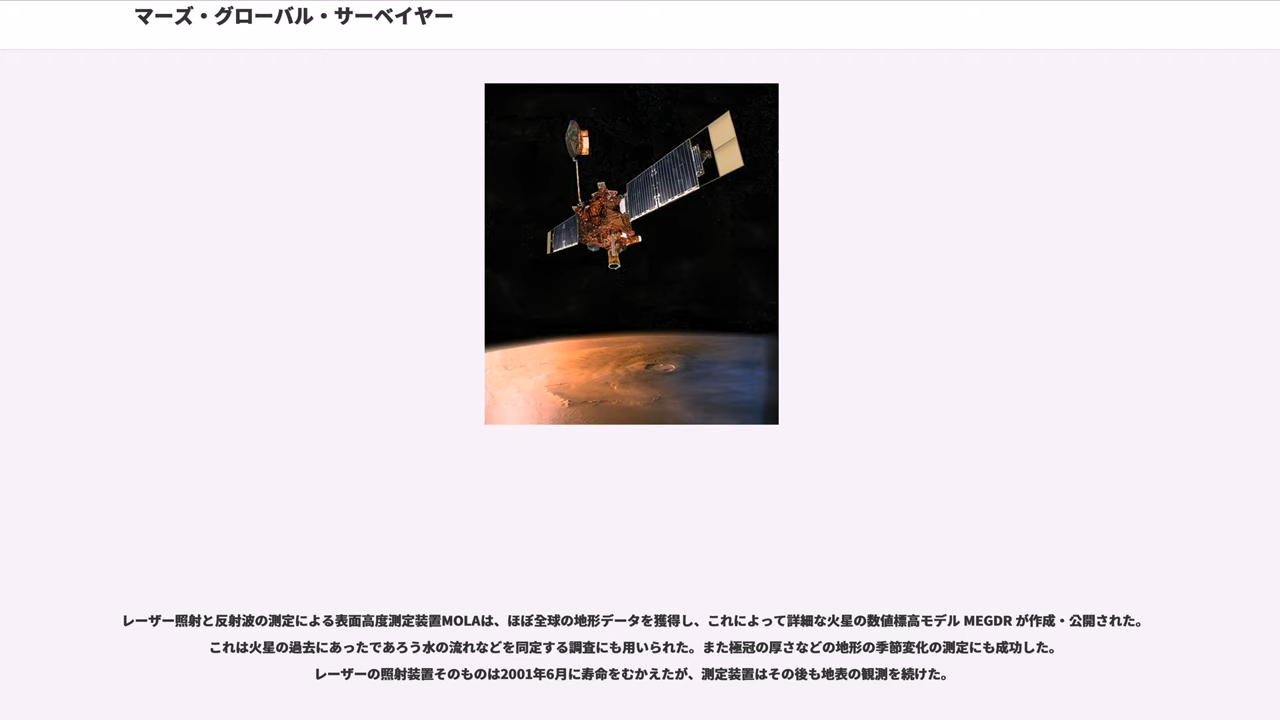 マーズ・グローバル・サーベイヤー
レーザー照射と反射波の測定による表面高度測定装置MOLAは、ほぼ全球の地形データを獲得し、これによって詳細な火星の数値標高モデル MEGDR が作成・公開された。
これは火星の過去にあったであろう水の流れなどを同定する調査にも用いられた。また極冠の厚さなどの地形の季節変化の測定にも成功した。
レーザーの照射装置そのものは2001年6月に寿命をむかえたが、測定装置はその後も地表の観測を続けた。